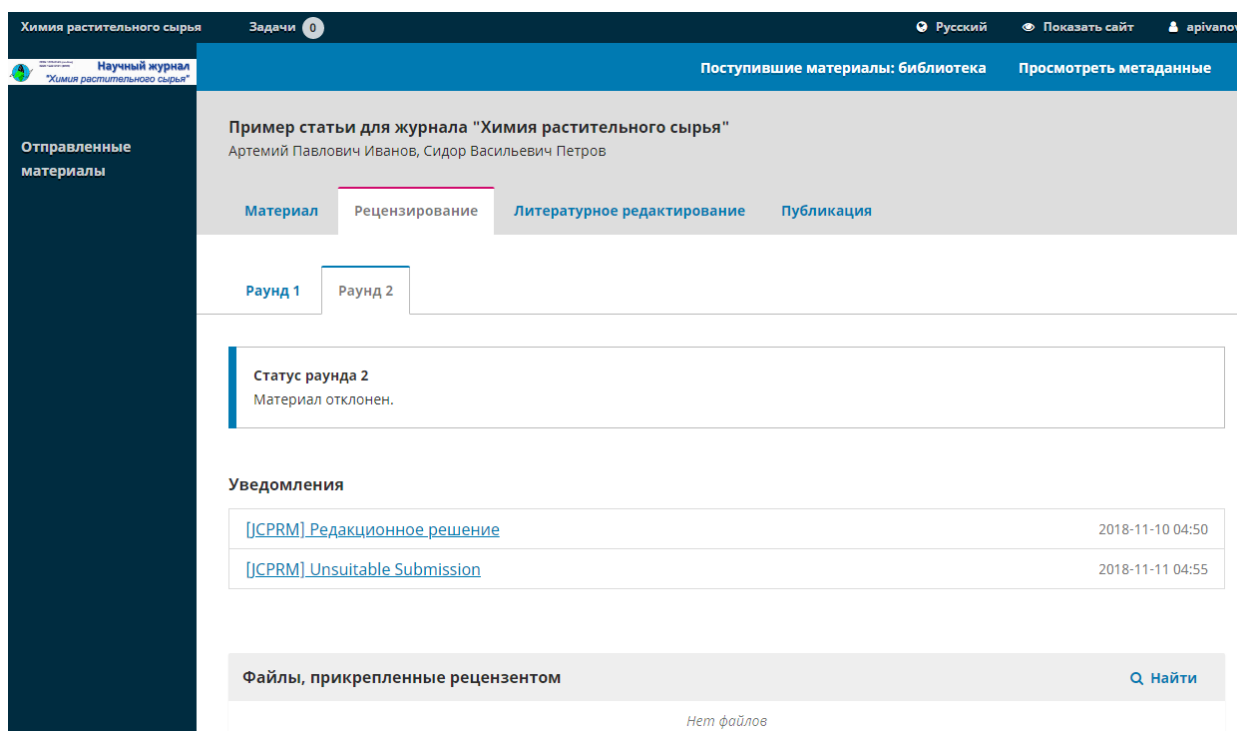 Химия растительного сырья Задачи 0 Русский Показать сайт apivanov
Научный журнал
"Химия растительного сырья"
Поступившие материалы: библиотека Просмотреть метаданные
Отправленные
материалы
Пример статьи для журнала "Химия растительного сырья"
Артемий Павлович Иванов, Сидор Васильевич Петров
Материал Рецензирование Литературное редактирование Публикация
Раунд 1 Раунд 2
Статус раунда 2
Материал отклонен.
Уведомления
[JCPRM] Редакционное решение 2018-11-10 04:50
[JCPRM] Unsuitable Submission 2018-11-11 04:55
Файлы, прикрепленные рецензентом Найти
Нет файлов